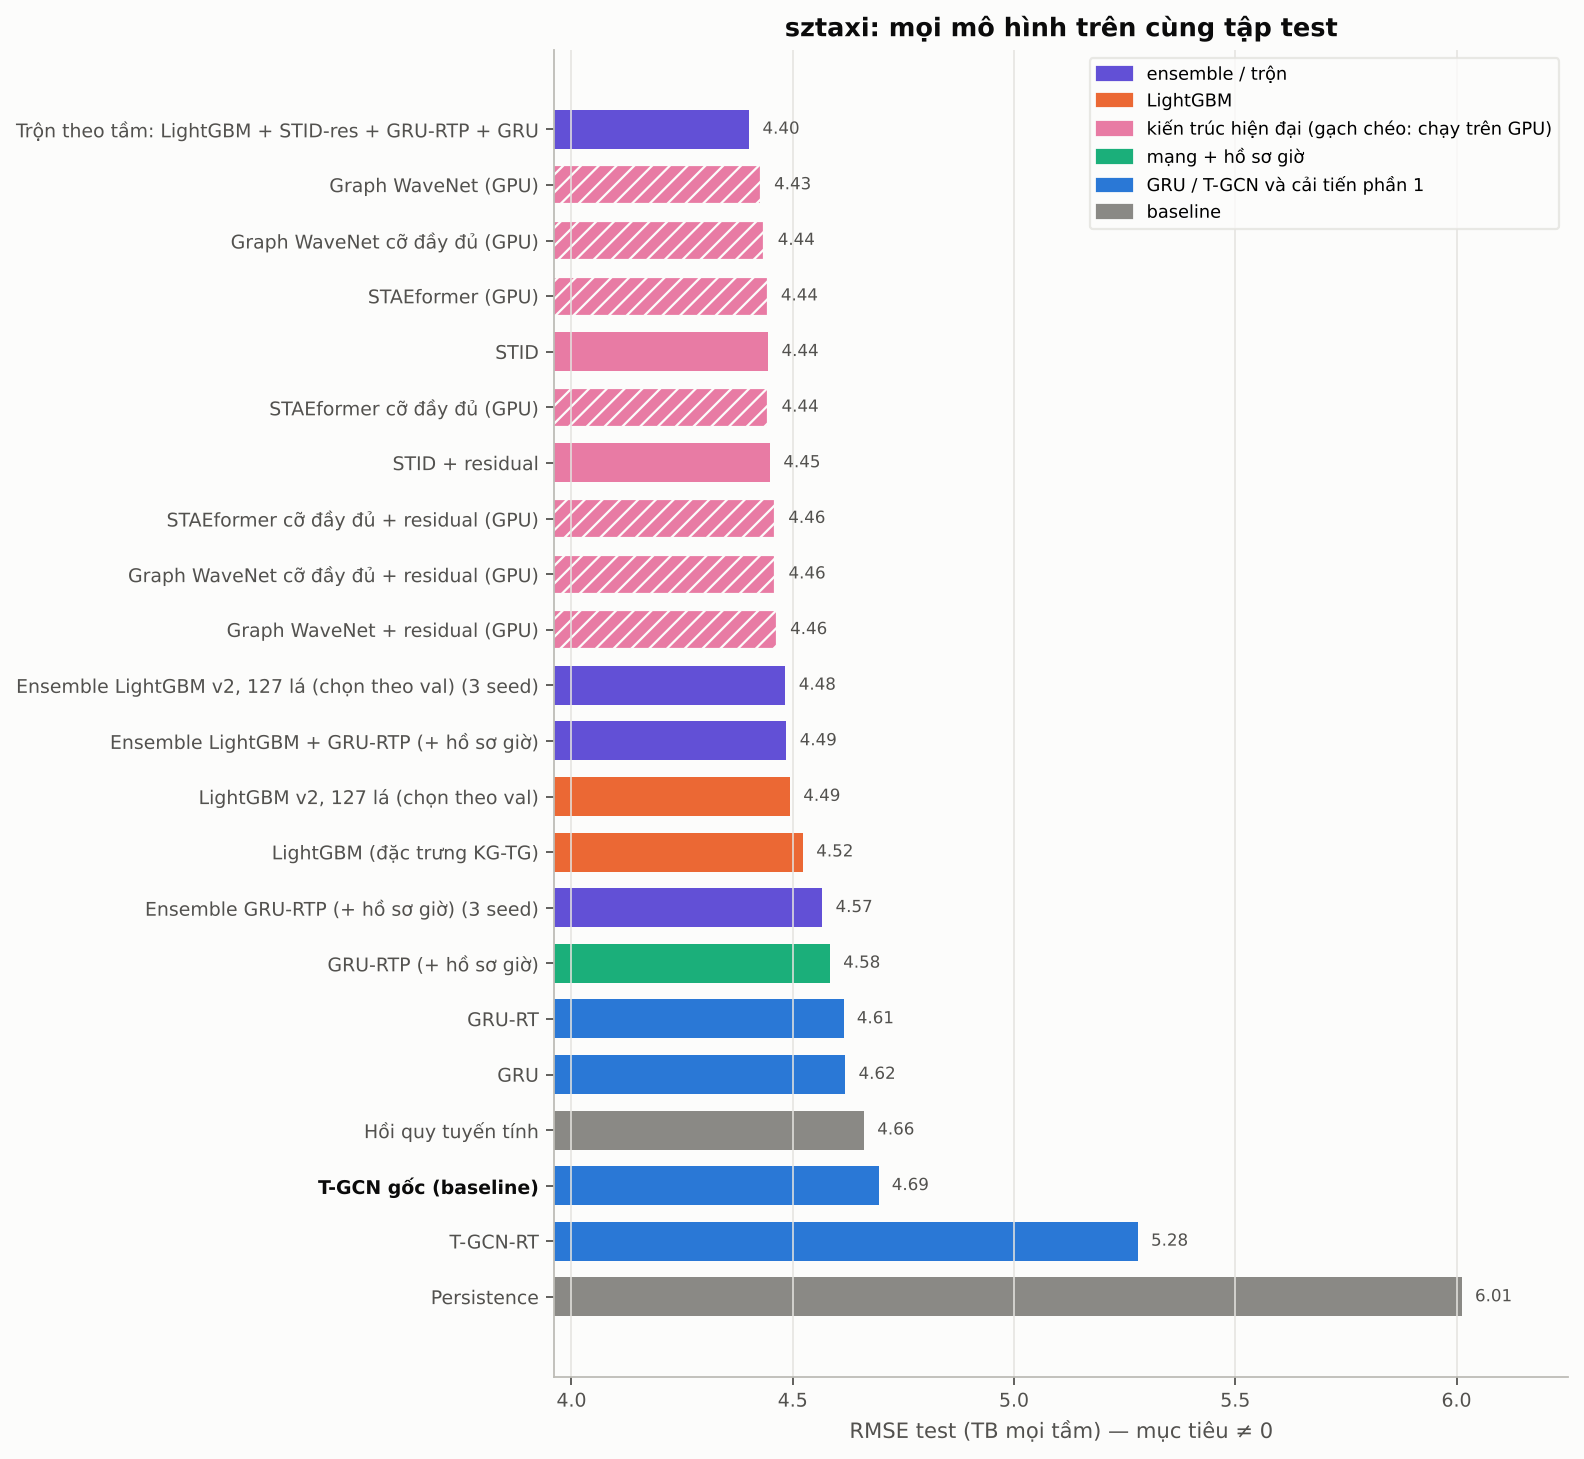 sztaxi: mọi mô hình trên cùng tập test
ensemble / trộn
LightGBM
kiến trúc hiện đại (gạch chéo: chạy trên GPU)
mạng + hồ sơ giờ
GRU / T-GCN và cải tiến phần 1
baseline
Trộn theo tầm: LightGBM + STID-res + GRU-RTP + GRU 4.40
Graph WaveNet (GPU) 4.43
Graph WaveNet cỡ đầy đủ (GPU) 4.44
STAEformer (GPU) 4.44
STID 4.44
STAEformer cỡ đầy đủ (GPU) 4.44
STID + residual 4.45
STAEformer cỡ đầy đủ + residual (GPU) 4.46
Graph WaveNet cỡ đầy đủ + residual (GPU) 4.46
Graph WaveNet + residual (GPU) 4.46
Ensemble LightGBM v2, 127 lá (chọn theo val) (3 seed) 4.48
Ensemble LightGBM + GRU-RTP (+ hồ sơ giờ) 4.49
LightGBM v2, 127 lá (chọn theo val) 4.49
LightGBM (đặc trưng KG-TG) 4.52
Ensemble GRU-RTP (+ hồ sơ giờ) (3 seed) 4.57
GRU-RTP (+ hồ sơ giờ) 4.58
GRU-RT 4.61
GRU 4.62
Hồi quy tuyến tính 4.66
T-GCN gốc (baseline) 4.69
T-GCN-RT 5.28
Persistence 6.01
4.0 4.5 5.0 5.5 6.0
RMSE test (TB mọi tầm) — mục tiêu ≠ 0